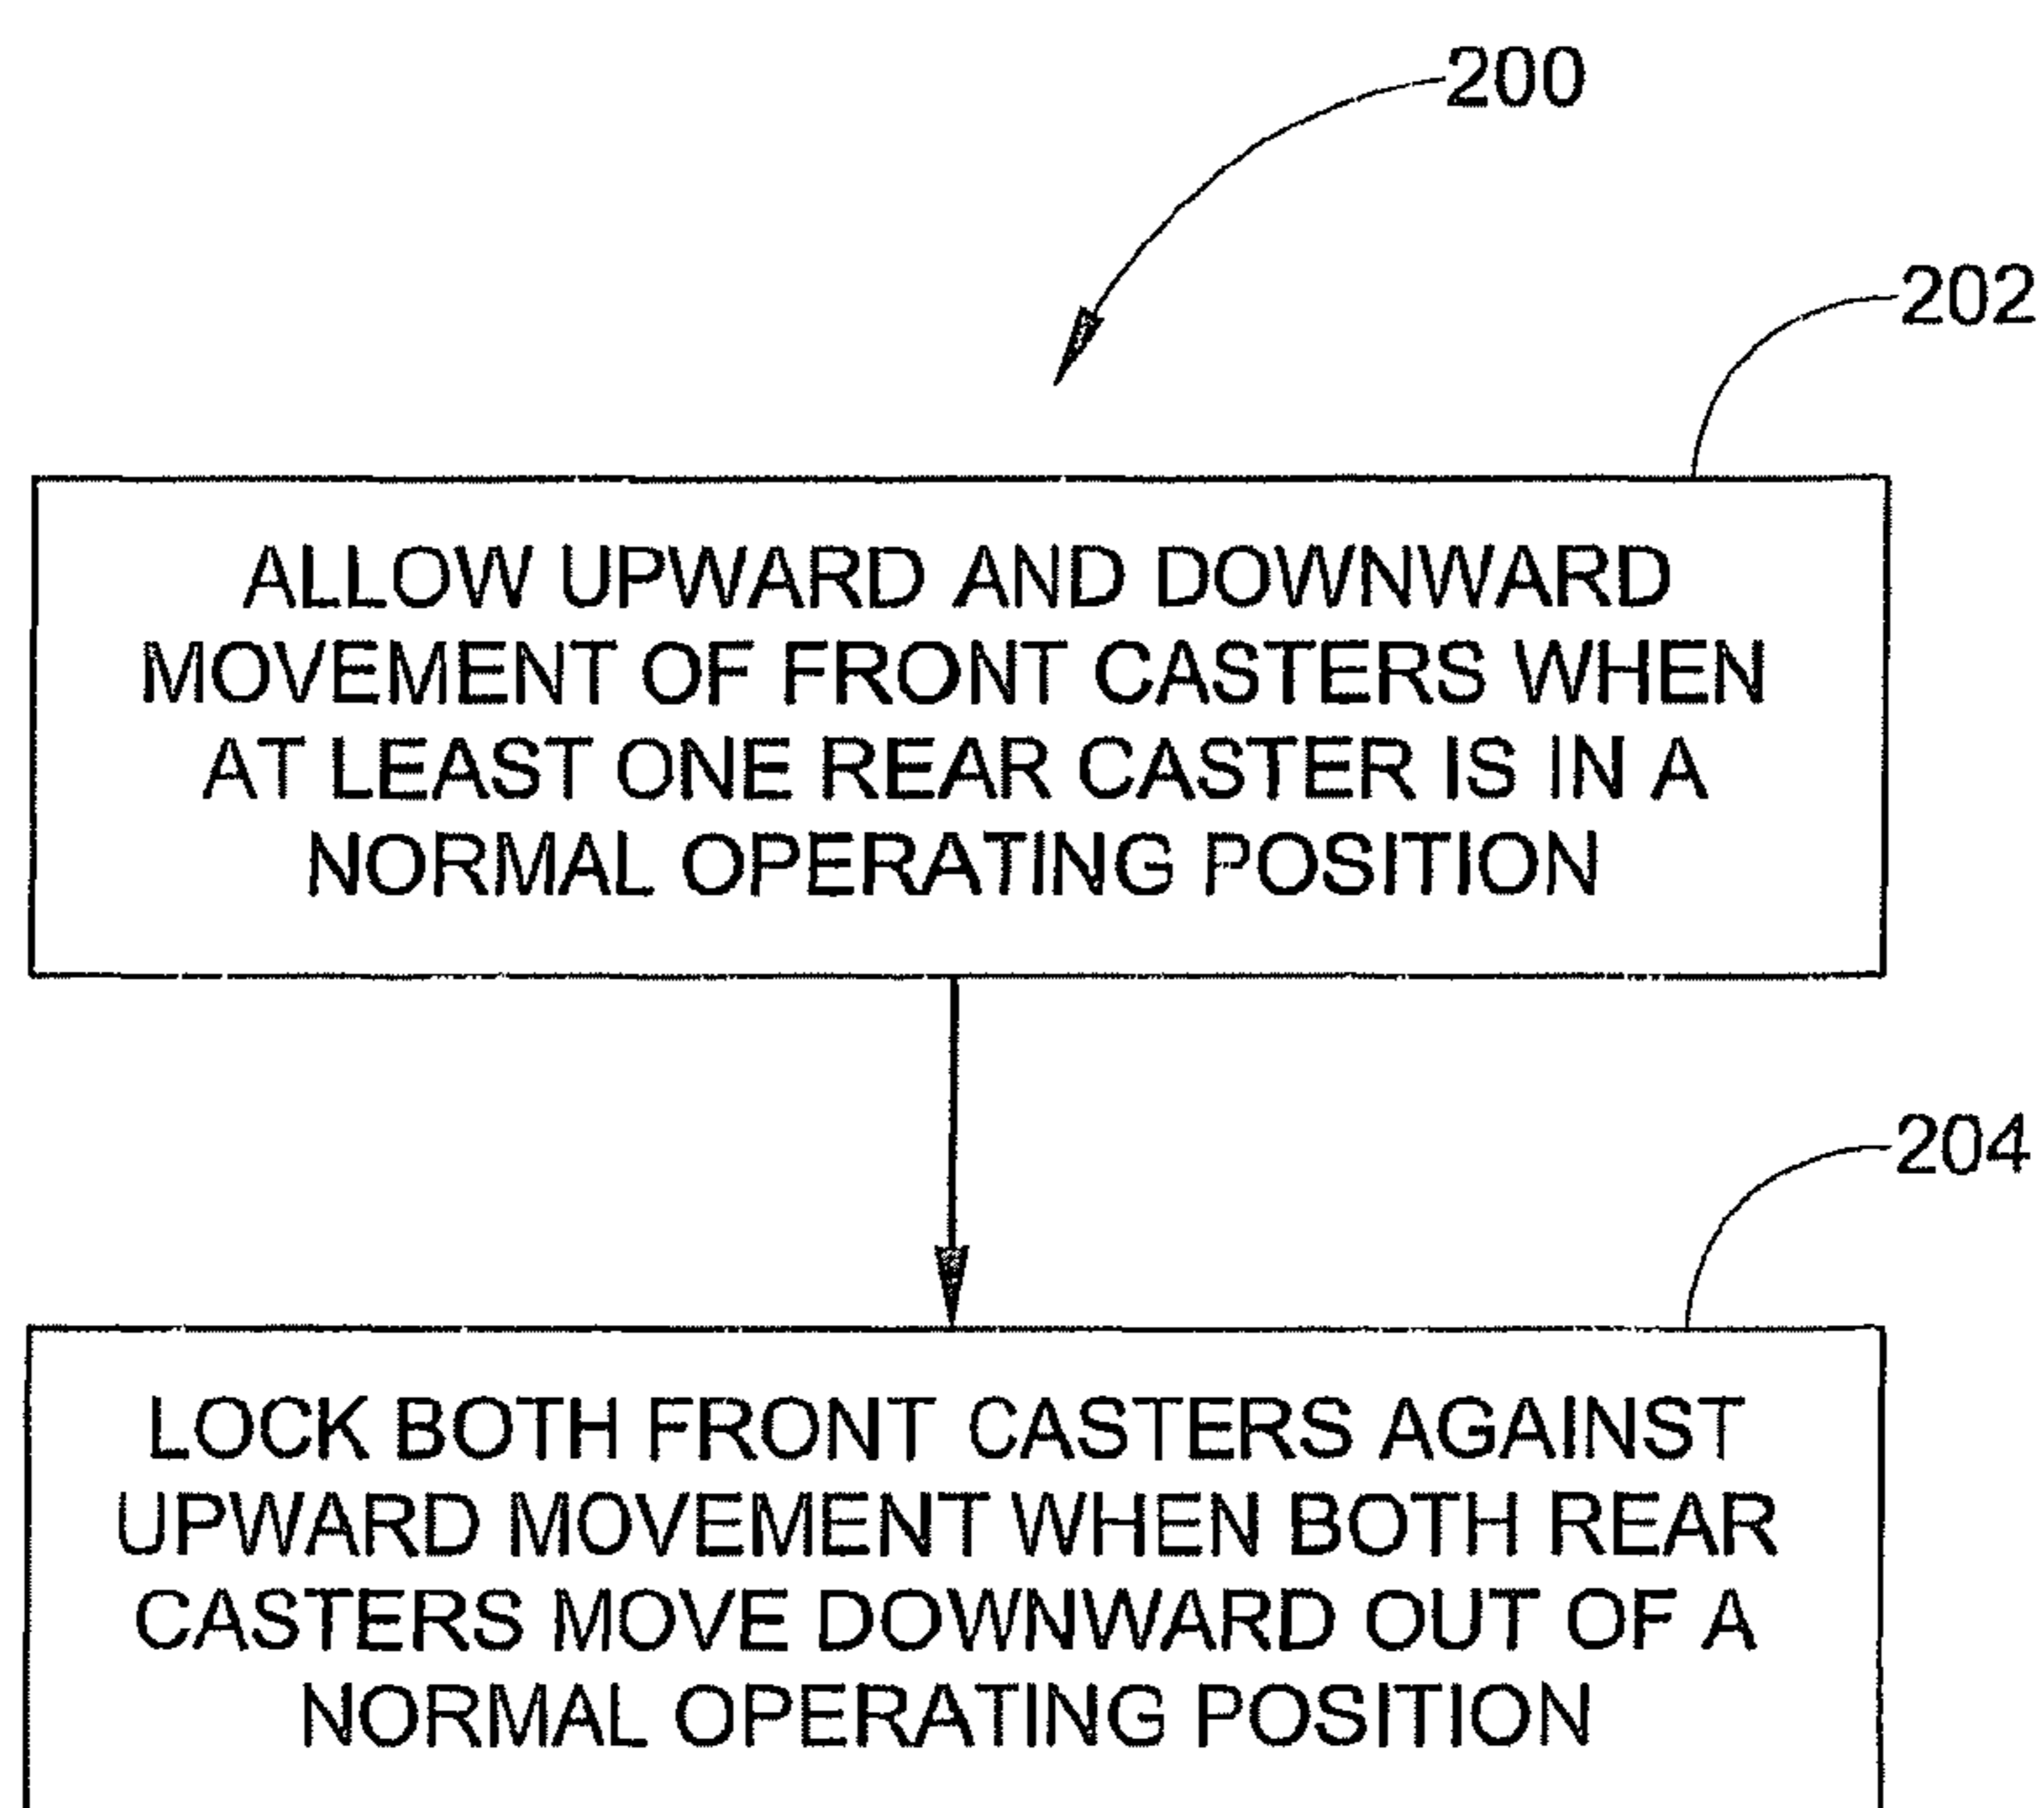 200
202
ALLOW UPWARD AND DOWNWARD
MOVEMENT OF FRONT CASTERS WHEN
AT LEAST ONE REAR CASTER IS IN A
NORMAL OPERATING POSITION
204
LOCK BOTH FRONT CASTERS AGAINST
UPWARD MOVEMENT WHEN BOTH REAR
CASTERS MOVE DOWNWARD OUT OF A
NORMAL OPERATING POSITION